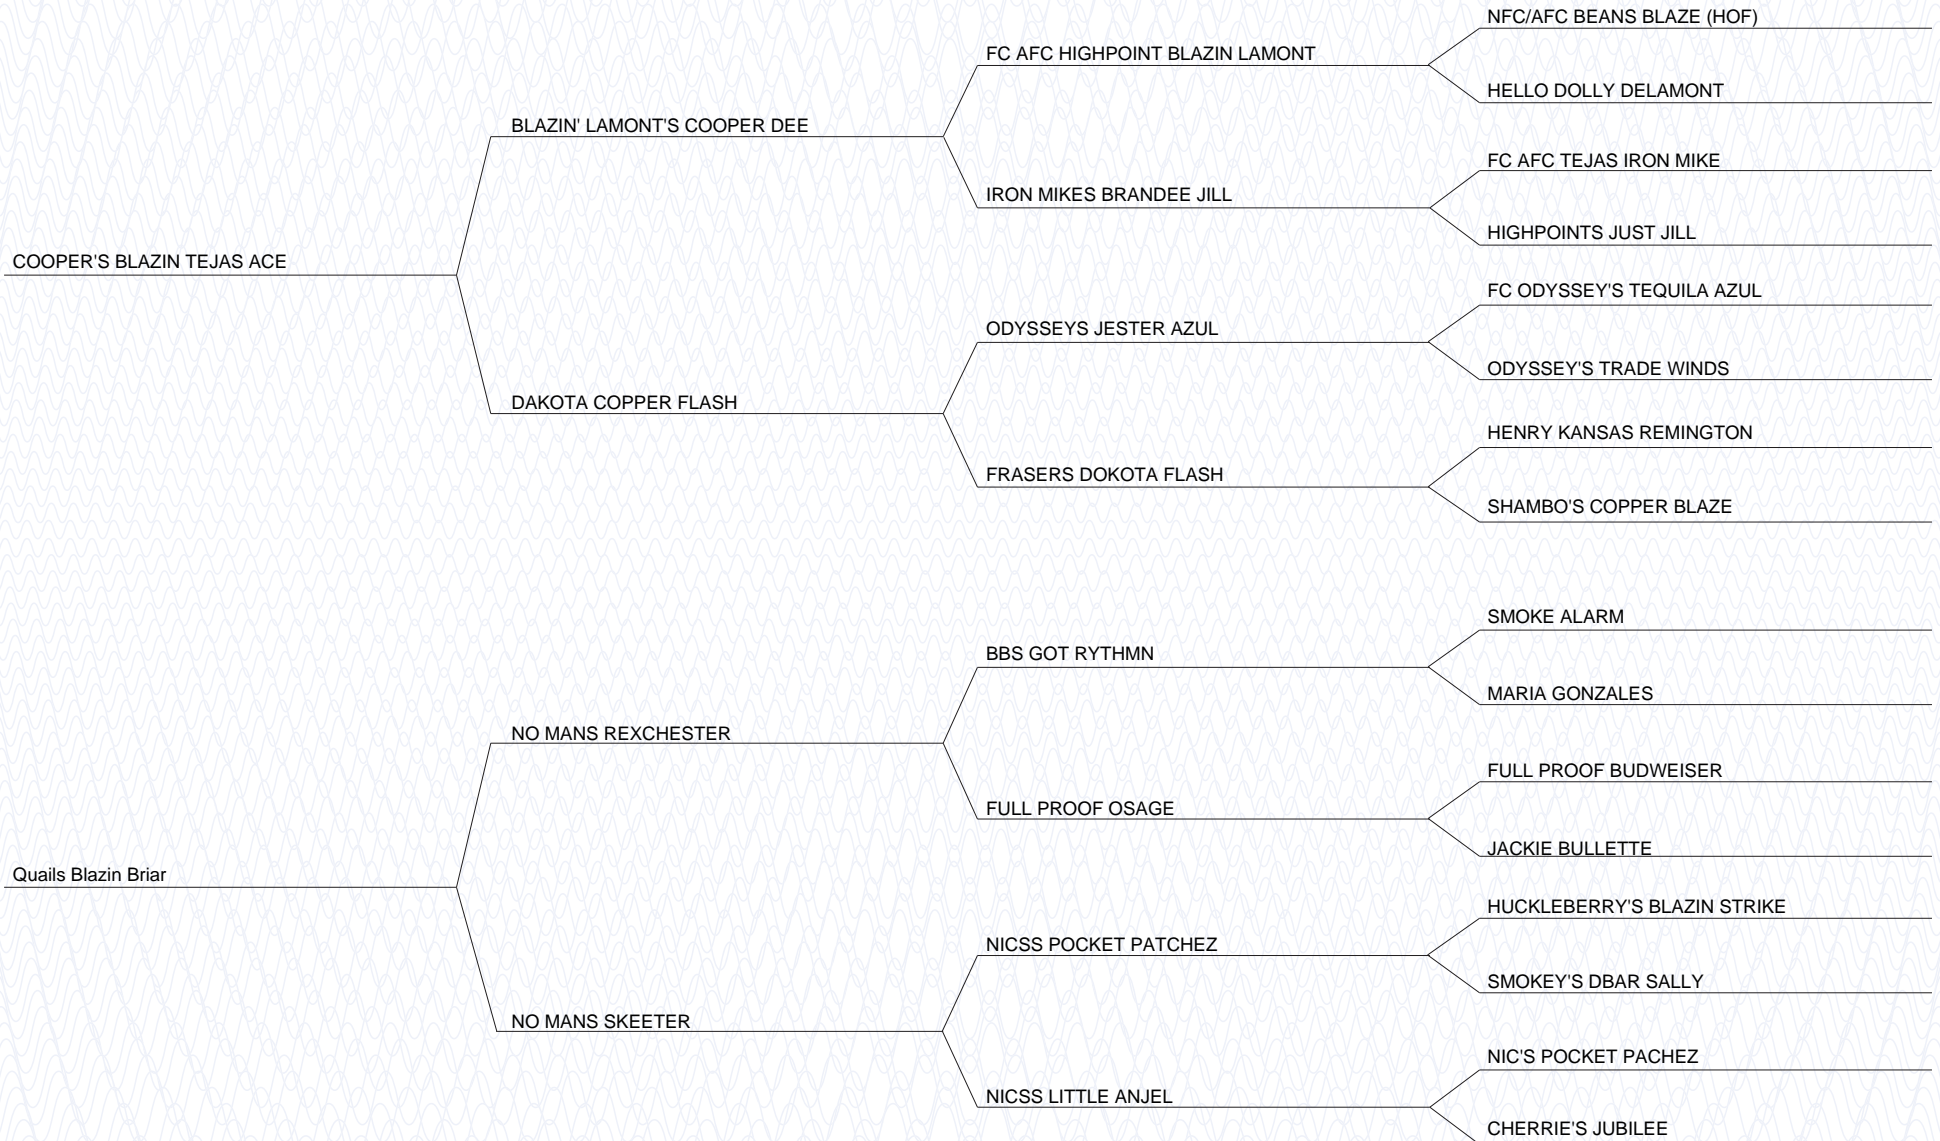 NFC/AFC BEANS BLAZE (HOF)
FC AFC HIGHPOINT BLAZIN LAMONT
HELLO DOLLY DELAMONT
BLAZIN' LAMONT'S COOPER DEE
FC AFC TEJAS IRON MIKE
IRON MIKES BRANDEE JILL
HIGHPOINTS JUST JILL
COOPER'S BLAZIN TEJAS ACE
FC ODYSSEY'S TEQUILA AZUL
ODYSSEYS JESTER AZUL
ODYSSEY'S TRADE WINDS
DAKOTA COPPER FLASH
HENRY KANSAS REMINGTON
FRASERS DOKOTA FLASH
SHAMBO'S COPPER BLAZE
SMOKE ALARM
BBS GOT RYTHMN
MARIA GONZALES
NO MANS REXCHESTER
FULL PROOF BUDWEISER
FULL PROOF OSAGE
JACKIE BULLETTE
Quails Blazin Briar
HUCKLEBERRY'S BLAZIN STRIKE
NICSS POCKET PATCHEZ
SMOKEY'S DBAR SALLY
NO MANS SKEETER
NIC'S POCKET PACHEZ
NICSS LITTLE ANJEL
CHERRIE'S JUBILEE